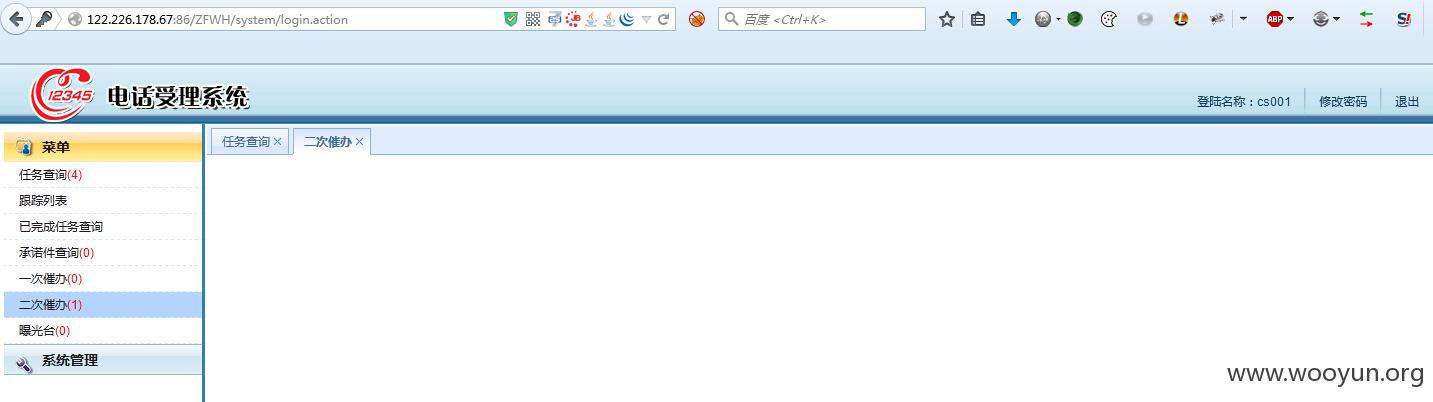 122.226.178.67:86/ZFWH/system/login.action
百度 <Ctrl+K>
ABP
S!
12345
电话受理系统
登陆名称：cs001
修改密码
退出
菜单
任务查询(4)
跟踪列表
已完成任务查询
承诺件查询(0)
一次催办(0)
二次催办(1)
曝光台(0)
系统管理
任务查询
二次催办
www.wooyun.org